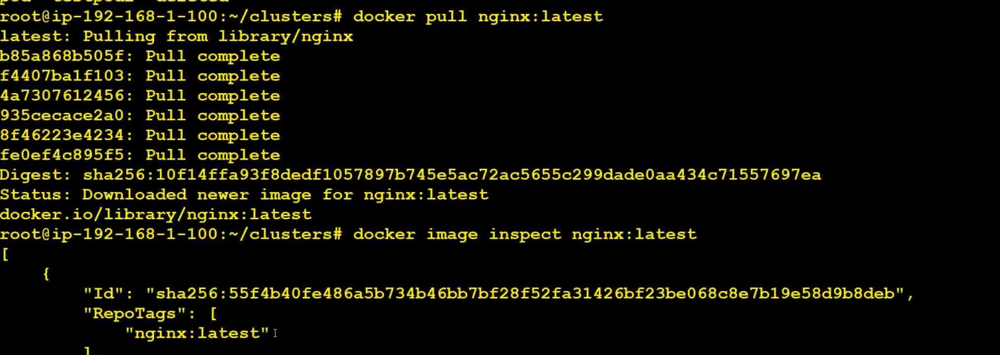 root@ip-192-168-1-100:~/clusters# docker pull nginx:latest
latest: Pulling from library/nginx
b85a868b505f: Pull complete
f4407ba1f103: Pull complete
4a7307612456: Pull complete
935cecace2a0: Pull complete
8f46223e4234: Pull complete
fe0ef4c895f5: Pull complete
Digest: sha256:10f14ffa93f8dedf1057897b745e5ac72ac5655c299dade0aa434c71557697ea
Status: Downloaded newer image for nginx:latest
docker.io/library/nginx:latest
root@ip-192-168-1-100:~/clusters# docker image inspect nginx:latest
[
    {
        "Id": "sha256:55f4b40fe486a5b734b46bb7bf28f52fa31426bf23be068c8e7b19e58d9b8deb",
        "RepoTags": [
            "nginx:latest"
        ]